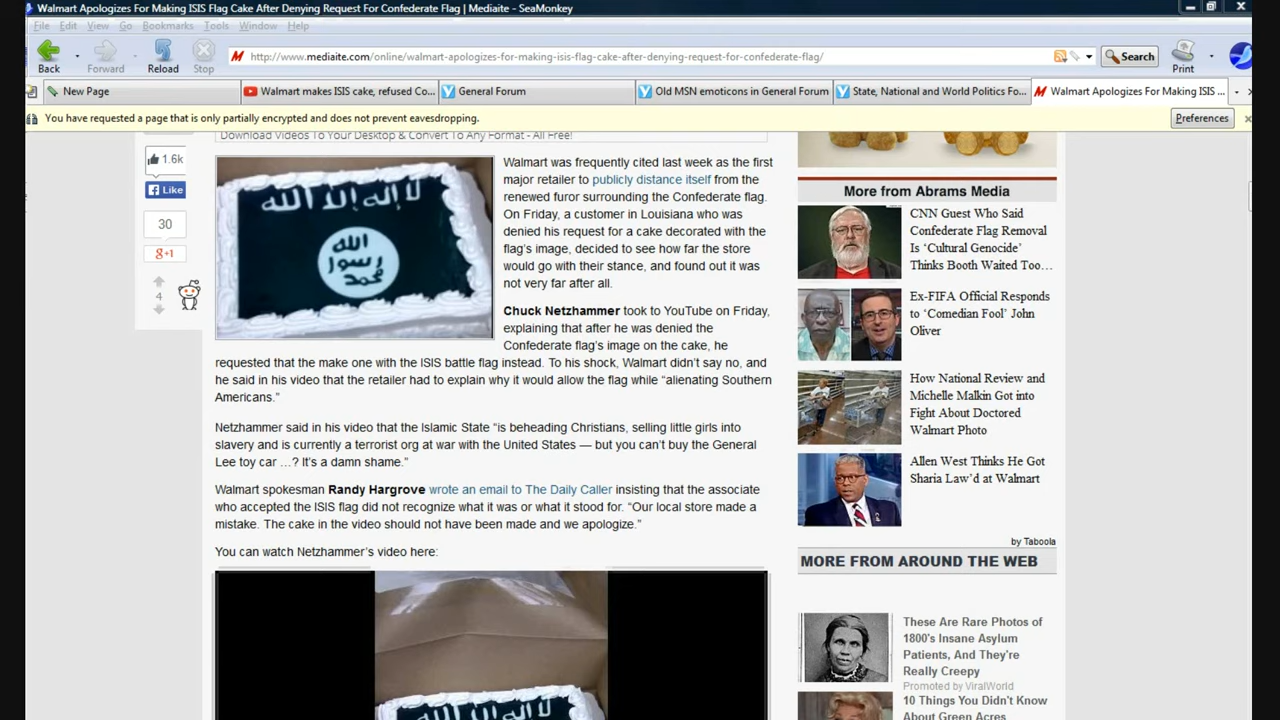 Walmart Apologizes For Making ISIS Flag Cake After Denying Request For Confederate Flag | Mediaite - SeaMonkey
File Edit View Go Bookmarks Tools Window Help
Back Forward Reload Stop
http://www.mediaite.com/online/walmart-apologizes-for-making-isis-flag-cake-after-denying-request-for-confederate-flag/
Search Print
New Page
Walmart makes ISIS cake, refused Co...
General Forum
Old MSN emoticons in General Forum
State, National and World Politics Fo...
Walmart Apologizes For Making ISIS ...
You have requested a page that is only partially encrypted and does not prevent eavesdropping.
Preferences
Download Videos To Your Desktop & Convert To Any Format - All Free!
1.6k
Like
30
+1
4
لا إله إلا الله
الله
رسول
محمد
Walmart was frequently cited last week as the first
major retailer to publicly distance itself from the
renewed furor surrounding the Confederate flag.
On Friday, a customer in Louisiana who was
denied his request for a cake decorated with the
flag's image, decided to see how far the store
would go with their stance, and found out it was
not very far after all.
Chuck Netzhammer took to YouTube on Friday,
explaining that after he was denied the
Confederate flag's image on the cake, he
requested that the make one with the ISIS battle flag instead. To his shock, Walmart didn't say no, and
he said in his video that the retailer had to explain why it would allow the flag while "alienating Southern
Americans."
Netzhammer said in his video that the Islamic State "is beheading Christians, selling little girls into
slavery and is currently a terrorist org at war with the United States — but you can't buy the General
Lee toy car …? It's a damn shame."
Walmart spokesman Randy Hargrove wrote an email to The Daily Caller insisting that the associate
who accepted the ISIS flag did not recognize what it was or what it stood for. "Our local store made a
mistake. The cake in the video should not have been made and we apologize."
You can watch Netzhammer's video here:
لا إله إلا الله
More from Abrams Media
CNN Guest Who Said
Confederate Flag Removal
Is 'Cultural Genocide'
Thinks Booth Waited Too…
Ex-FIFA Official Responds
to 'Comedian Fool' John
Oliver
How National Review and
Michelle Malkin Got into
Fight About Doctored
Walmart Photo
Allen West Thinks He Got
Sharia Law'd at Walmart
by Taboola
MORE FROM AROUND THE WEB
These Are Rare Photos of
1800's Insane Asylum
Patients, And They're
Really Creepy
Promoted by ViralWorld
10 Things You Didn't Know
About Green Acres